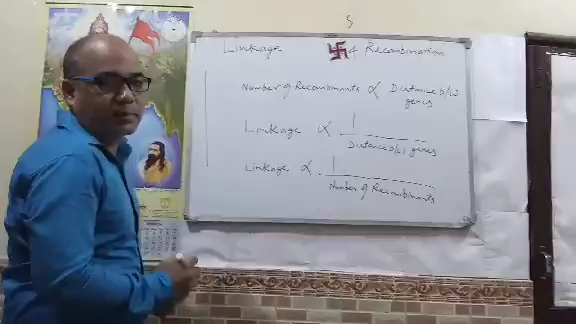 Linkage & Recombination
Number of Recombinants ∝ Distance b/w
genes
Linkage ∝ 1
Distance b/w genes
Linkage ∝ 1
Number of Recombinants